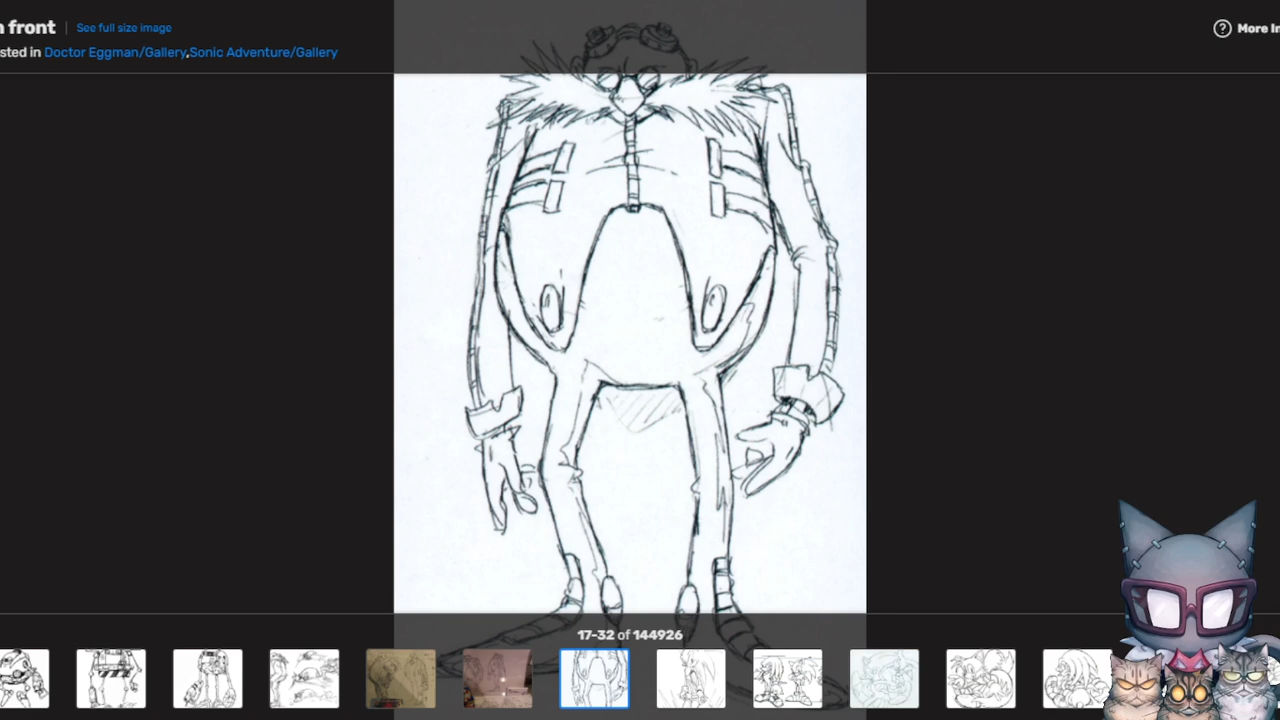 n front | See full size image
sted in Doctor Eggman/Gallery,Sonic Adventure/Gallery
More In
17-32 of 144926